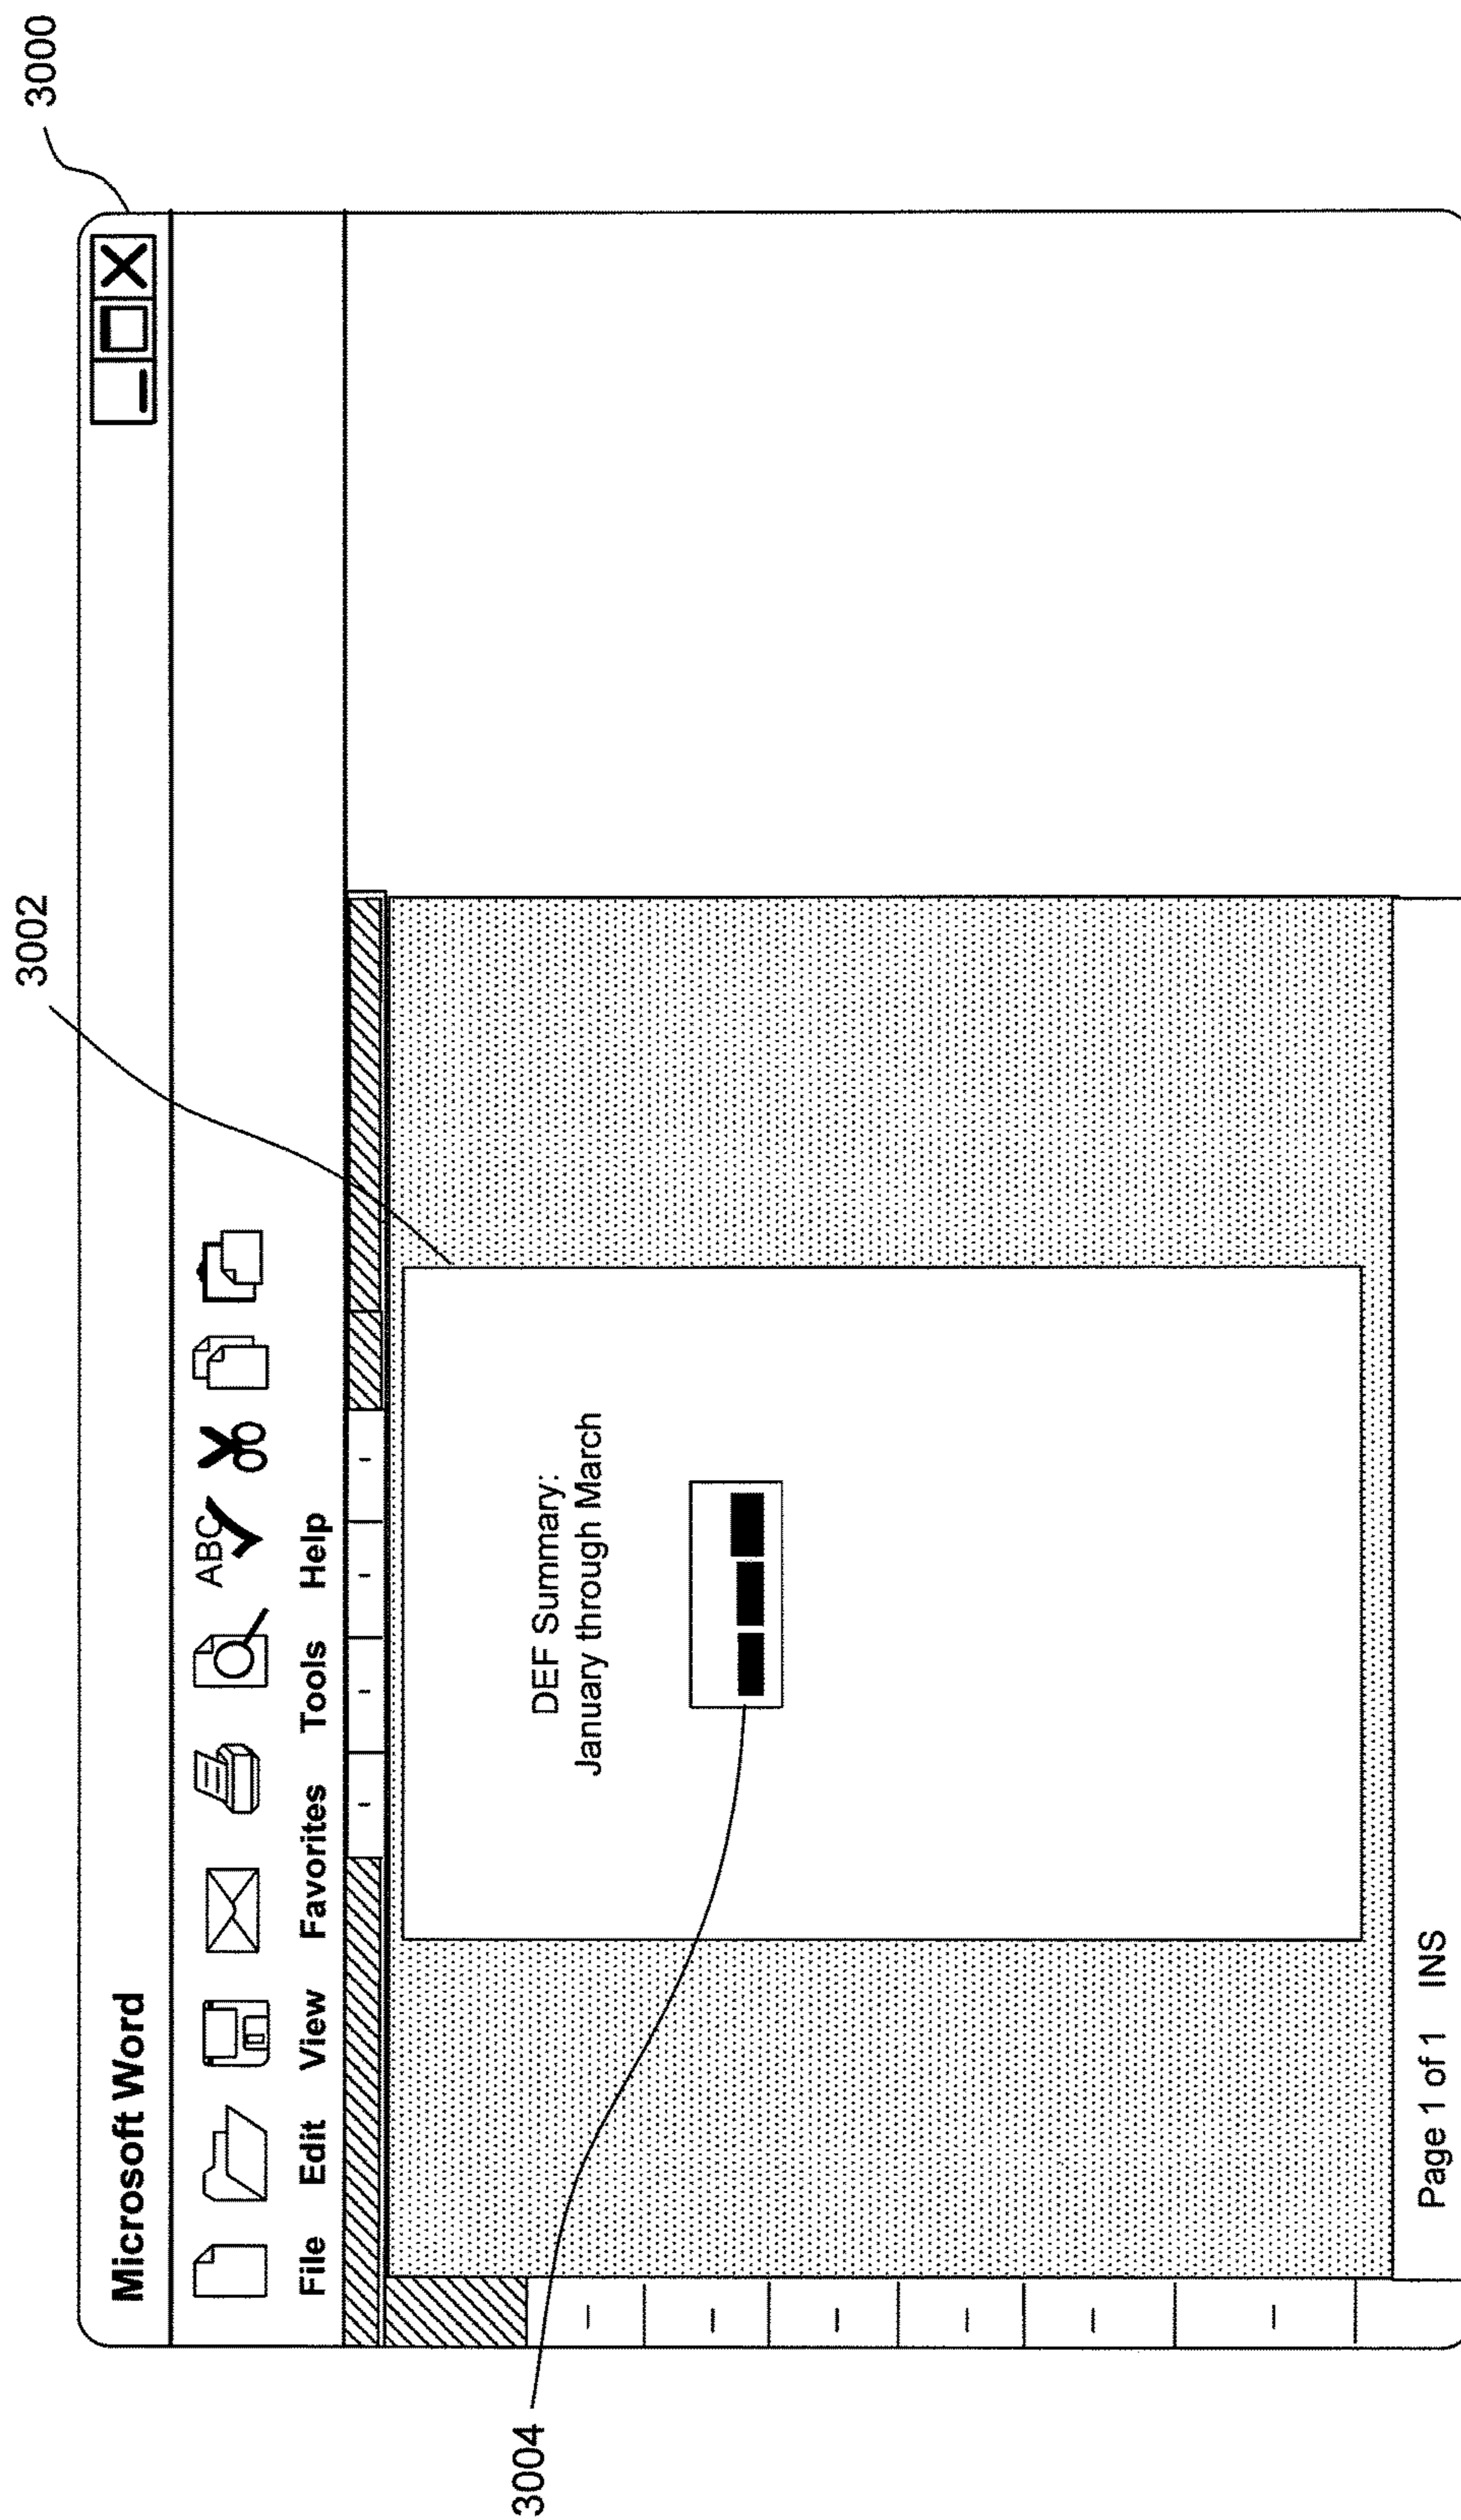 3000
3002
Microsoft Word
ABC
File Edit View Favorites Tools Help
DEF Summary:
January through March
3004
Page 1 of 1 INS